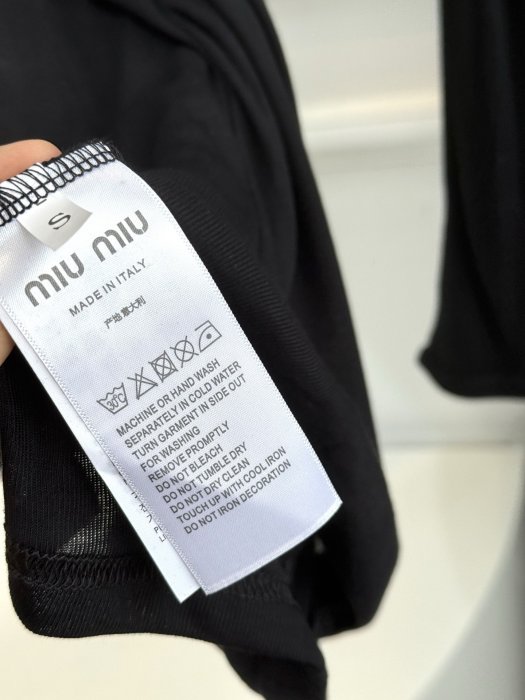 S
MIU MIU
MADE IN ITALY
产地 意大利
30°C
MACHINE OR HAND WASH
SEPARATELY IN COLD WATER
TURN GARMENT IN SIDE OUT
FOR WASHING
REMOVE PROMPTLY
DO NOT BLEACH
DO NOT TUMBLE DRY
DO NOT DRY CLEAN
TOUCH UP WITH COOL IRON
DO NOT IRON DECORATION